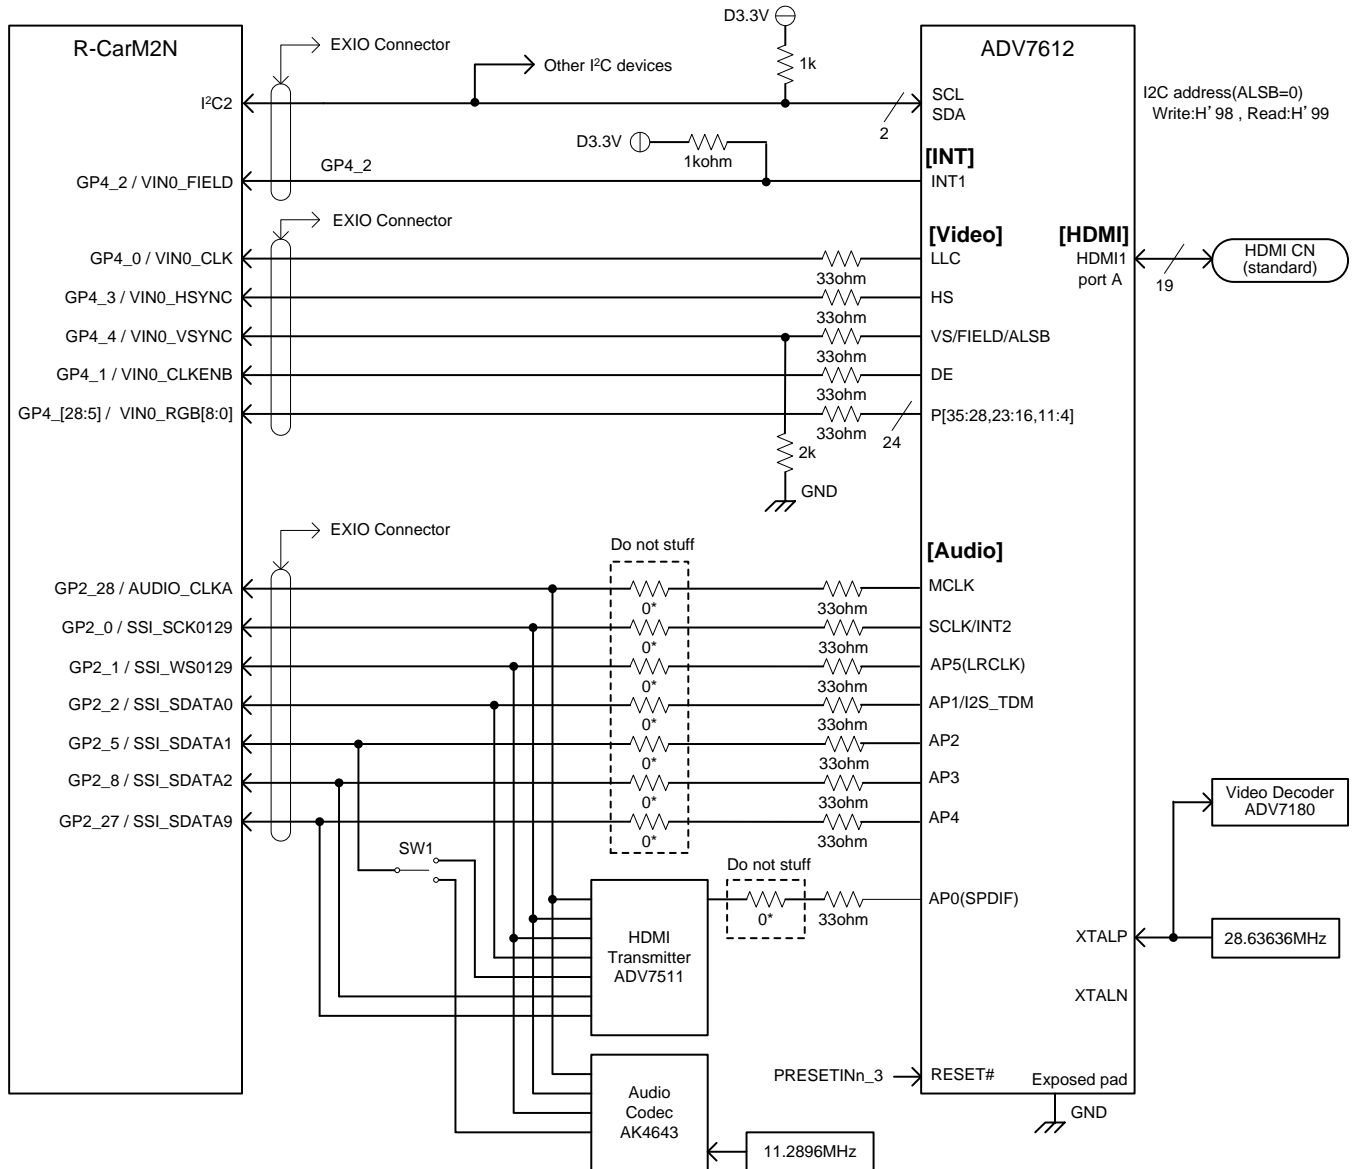 D3.3V
R-CarM2N
EXIO Connector
ADV7612
1k
Other I²C devices
I²C2
SCL
SDA
2
I2C address(ALSB=0)
Write:H' 98 , Read:H' 99
D3.3V
1kohm
[INT]
GP4_2
GP4_2 / VIN0_FIELD
INT1
EXIO Connector
[Video]
[HDMI]
GP4_0 / VIN0_CLK
33ohm
LLC
HDMI1
port A
19
HDMI CN
(standard)
GP4_3 / VIN0_HSYNC
33ohm
HS
GP4_4 / VIN0_VSYNC
33ohm
VS/FIELD/ALSB
GP4_1 / VIN0_CLKENB
33ohm
DE
GP4_[28:5] / VIN0_RGB[8:0]
33ohm
24
P[35:28,23:16,11:4]
2k
GND
EXIO Connector
Do not stuff
[Audio]
GP2_28 / AUDIO_CLKA
0*
33ohm
MCLK
GP2_0 / SSI_SCK0129
0*
33ohm
SCLK/INT2
GP2_1 / SSI_WS0129
0*
33ohm
AP5(LRCLK)
GP2_2 / SSI_SDATA0
0*
33ohm
AP1/I2S_TDM
GP2_5 / SSI_SDATA1
0*
33ohm
AP2
GP2_8 / SSI_SDATA2
0*
33ohm
AP3
GP2_27 / SSI_SDATA9
0*
33ohm
AP4
Video Decoder
ADV7180
SW1
Do not stuff
0*
33ohm
AP0(SPDIF)
HDMI
Transmitter
ADV7511
XTALP
28.63636MHz
XTALN
PRESETINn_3
RESET#
Exposed pad
GND
Audio
Codec
AK4643
11.2896MHz